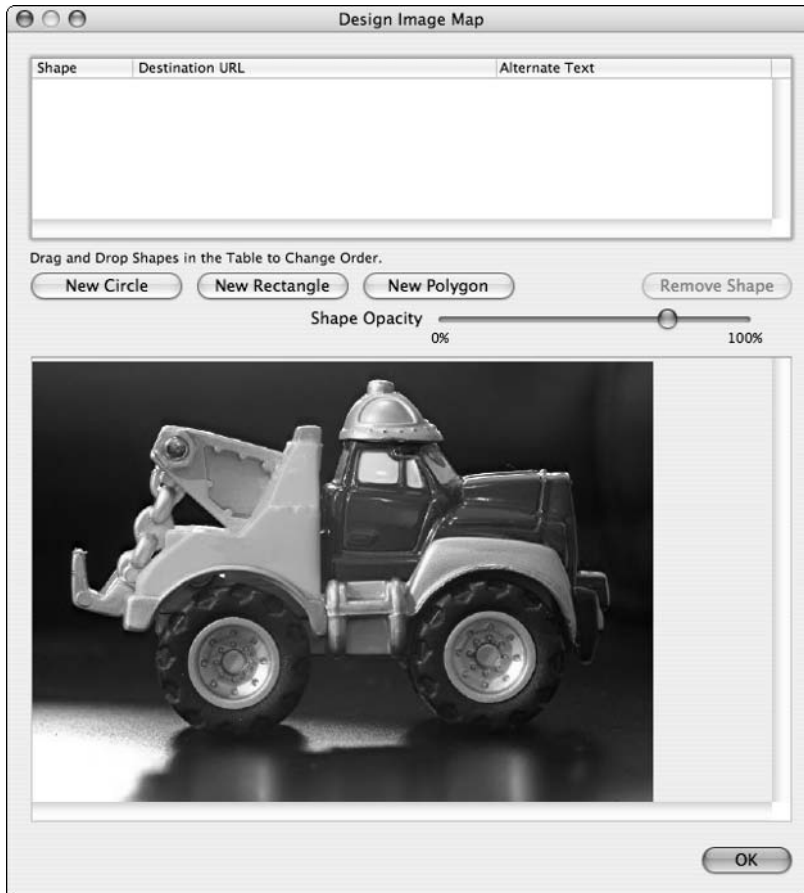 Design Image Map
Shape Destination URL Alternate Text
Drag and Drop Shapes in the Table to Change Order.
New Circle New Rectangle New Polygon Remove Shape
Shape Opacity
0% 100%
OK